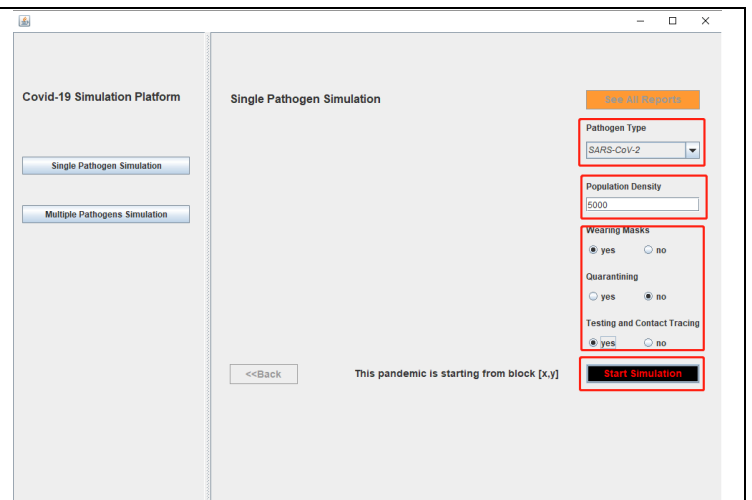 Covid-19 Simulation Platform
Single Pathogen Simulation
Multiple Pathogens Simulation
Single Pathogen Simulation
See All Reports
Pathogen Type
SARS-CoV-2
Population Density
5000
Wearing Masks
yes no
Quarantining
yes no
Testing and Contact Tracing
yes no
<<Back
This pandemic is starting from block [x,y]
Start Simulation